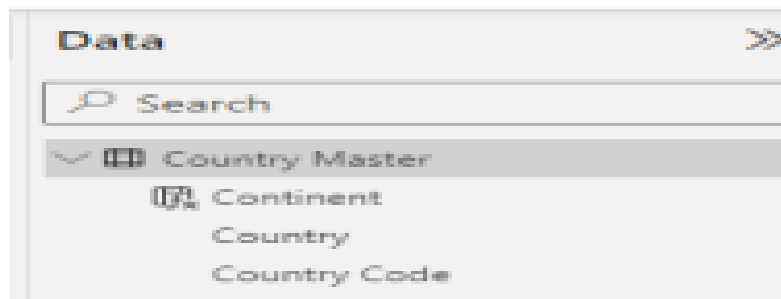 Data
Search
Country Master
Continent
Country
Country Code